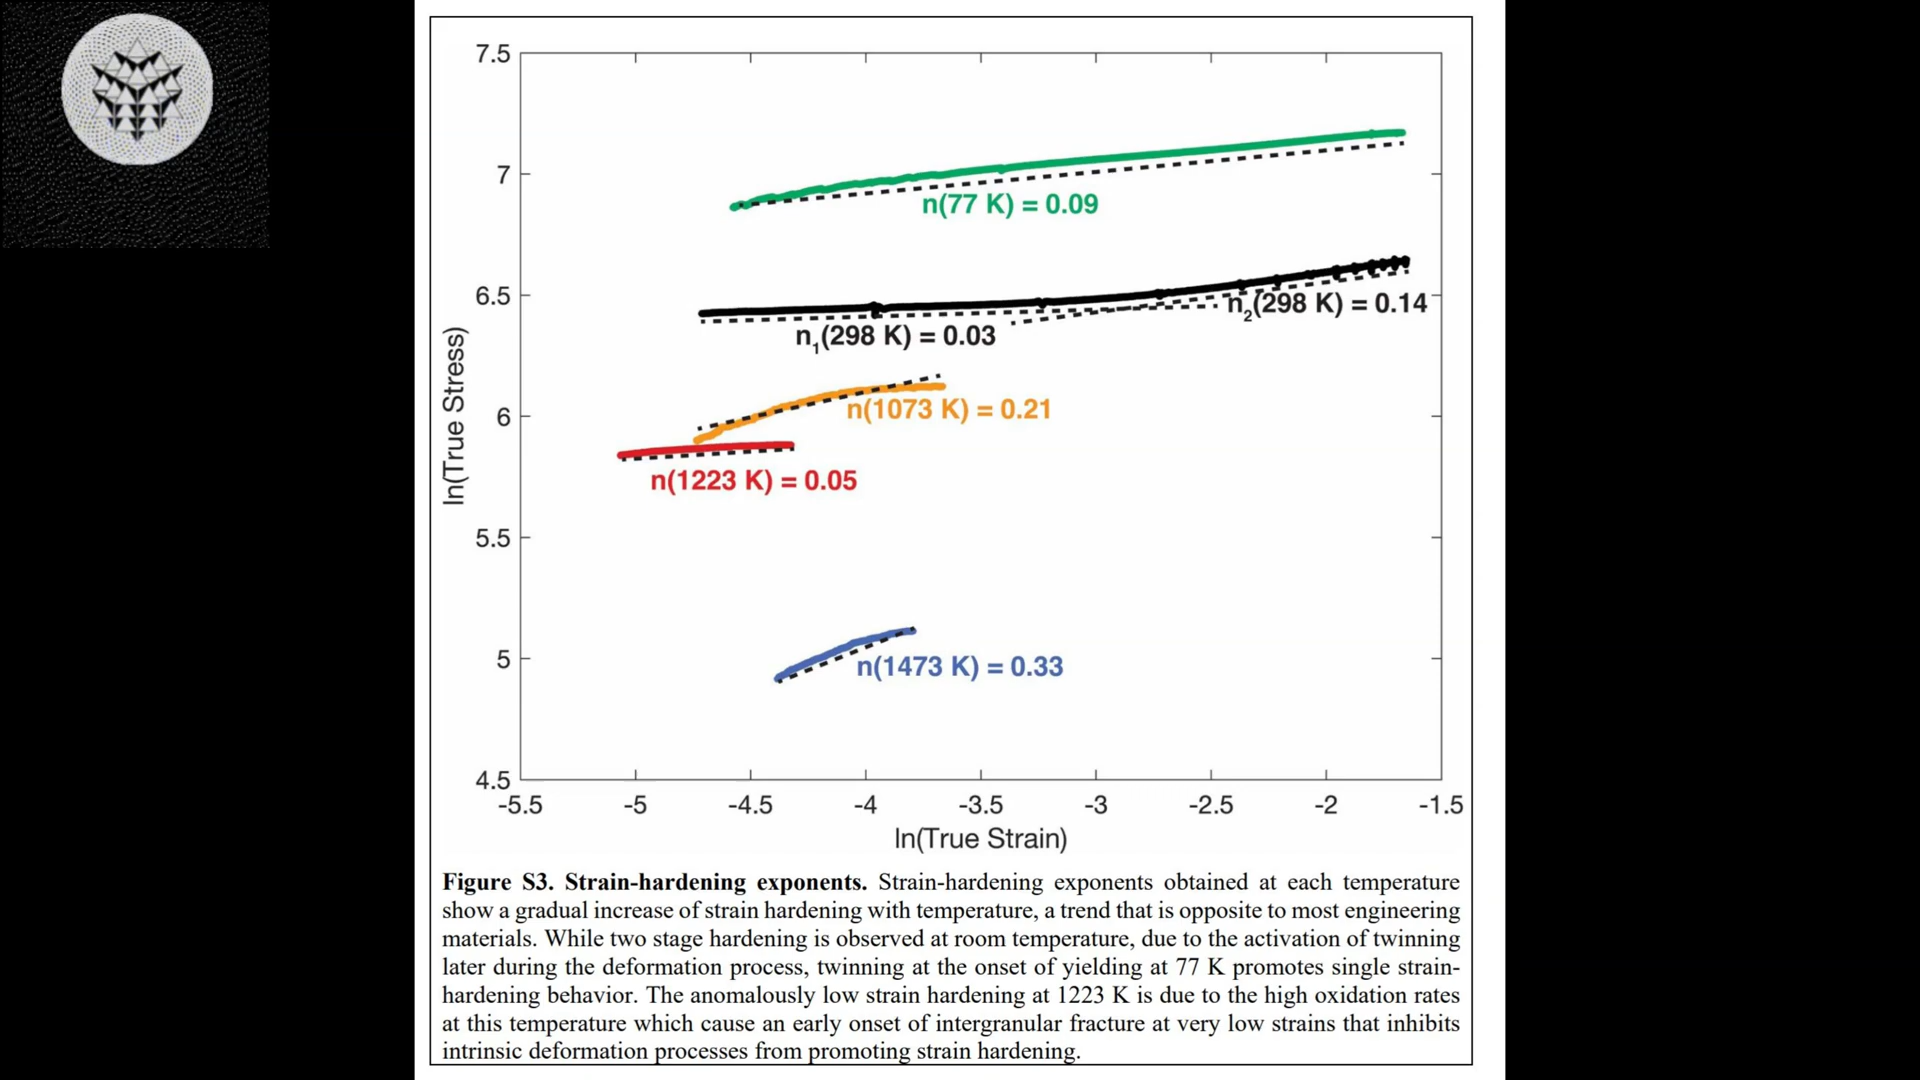 7.5
7
6.5
6
5.5
5
4.5
ln(True Stress)
n(77 K) = 0.09
n₂(298 K) = 0.14
n₁(298 K) = 0.03
n(1073 K) = 0.21
n(1223 K) = 0.05
n(1473 K) = 0.33
-5.5 -5 -4.5 -4 -3.5 -3 -2.5 -2 -1.5
ln(True Strain)
Figure S3. Strain-hardening exponents. Strain-hardening exponents obtained at each temperature
show a gradual increase of strain hardening with temperature, a trend that is opposite to most engineering
materials. While two stage hardening is observed at room temperature, due to the activation of twinning
later during the deformation process, twinning at the onset of yielding at 77 K promotes single strain-
hardening behavior. The anomalously low strain hardening at 1223 K is due to the high oxidation rates
at this temperature which cause an early onset of intergranular fracture at very low strains that inhibits
intrinsic deformation processes from promoting strain hardening.